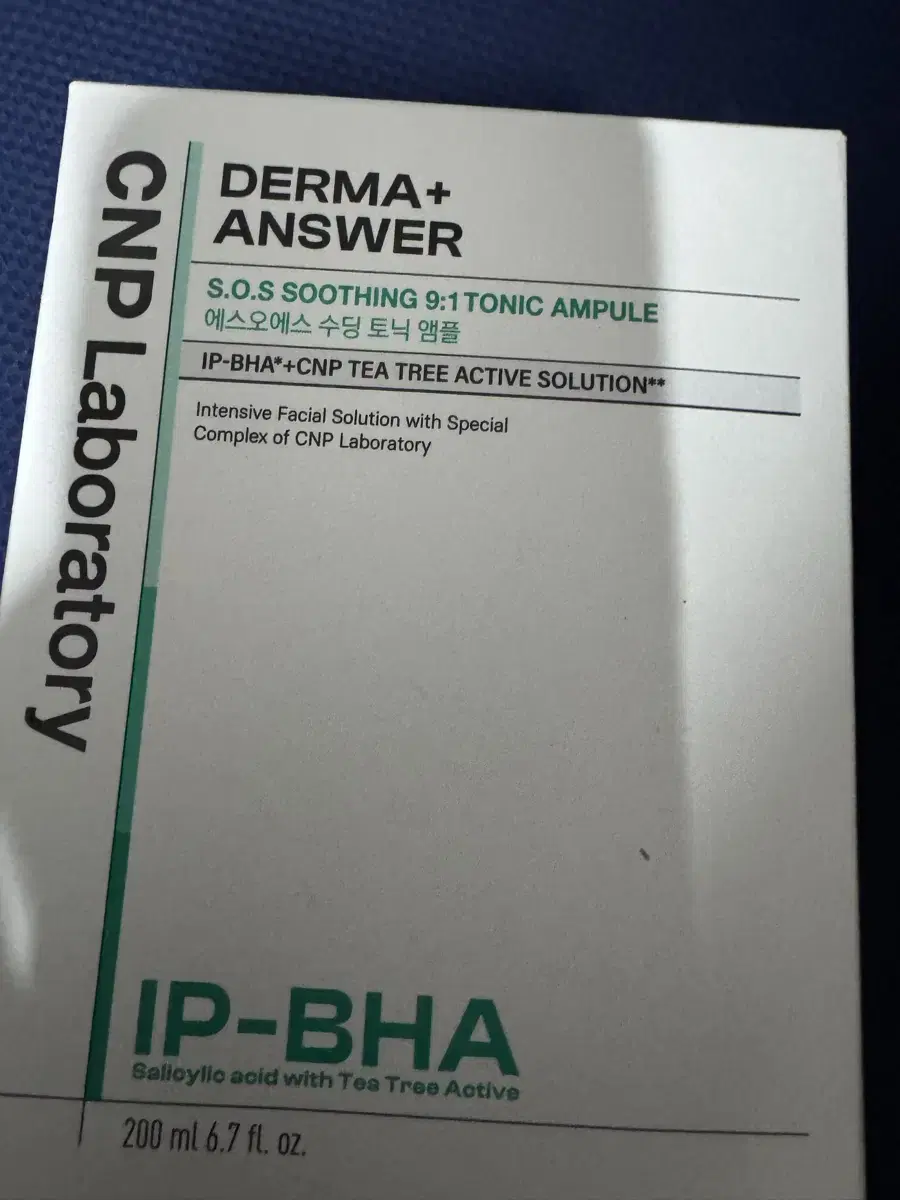 CNP Laboratory
DERMA+
ANSWER
S.O.S SOOTHING 9:1 TONIC AMPULE
에스오에스 수딩 토닉 앰플
IP-BHA*+CNP TEA TREE ACTIVE SOLUTION**
Intensive Facial Solution with Special
Complex of CNP Laboratory
IP-BHA
Salicylic acid with Tea Tree Active
200 ml 6.7 fl. oz.